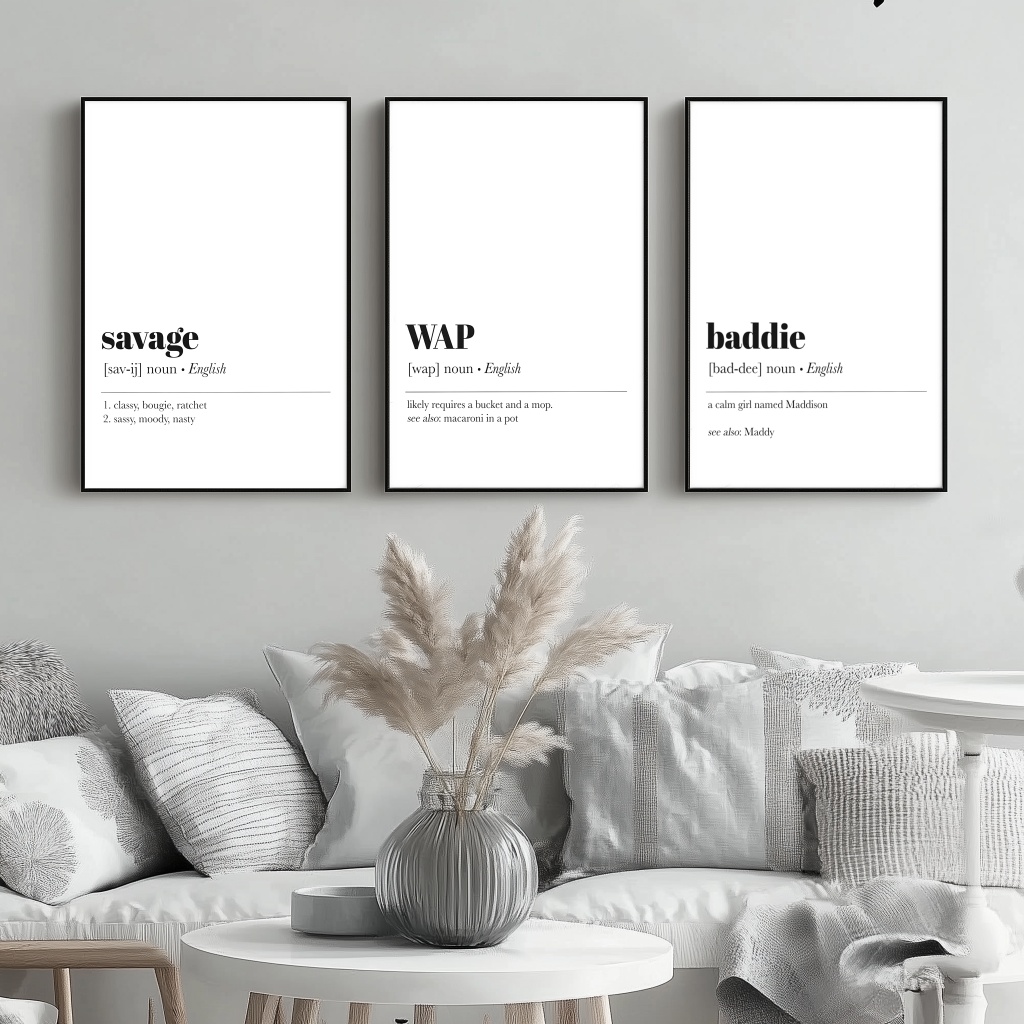 savage
[sav-ij] noun • English
1. classy, bougie, ratchet
2. sassy, moody, nasty
WAP
[wap] noun • English
likely requires a bucket and a mop.
see also: macaroni in a pot
baddie
[bad-dee] noun • English
a calm girl named Maddison
see also: Maddy